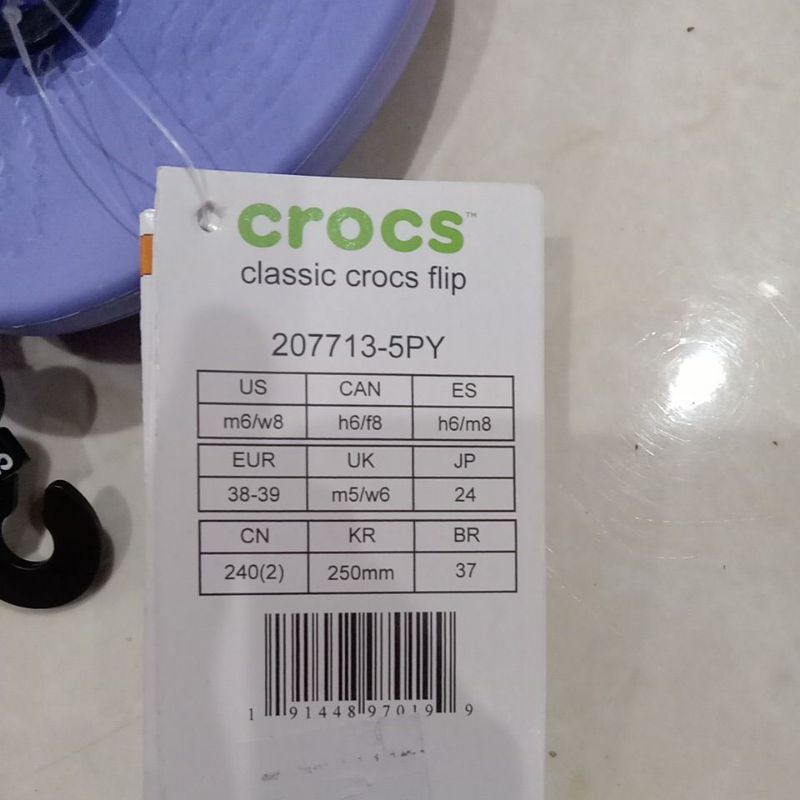 crocs™
classic crocs flip
207713-5PY
US CAN ES
m6/w8 h6/f8 h6/m8
EUR UK JP
38-39 m5/w6 24
CN KR BR
240(2) 250mm 37
1 91448 97019 9